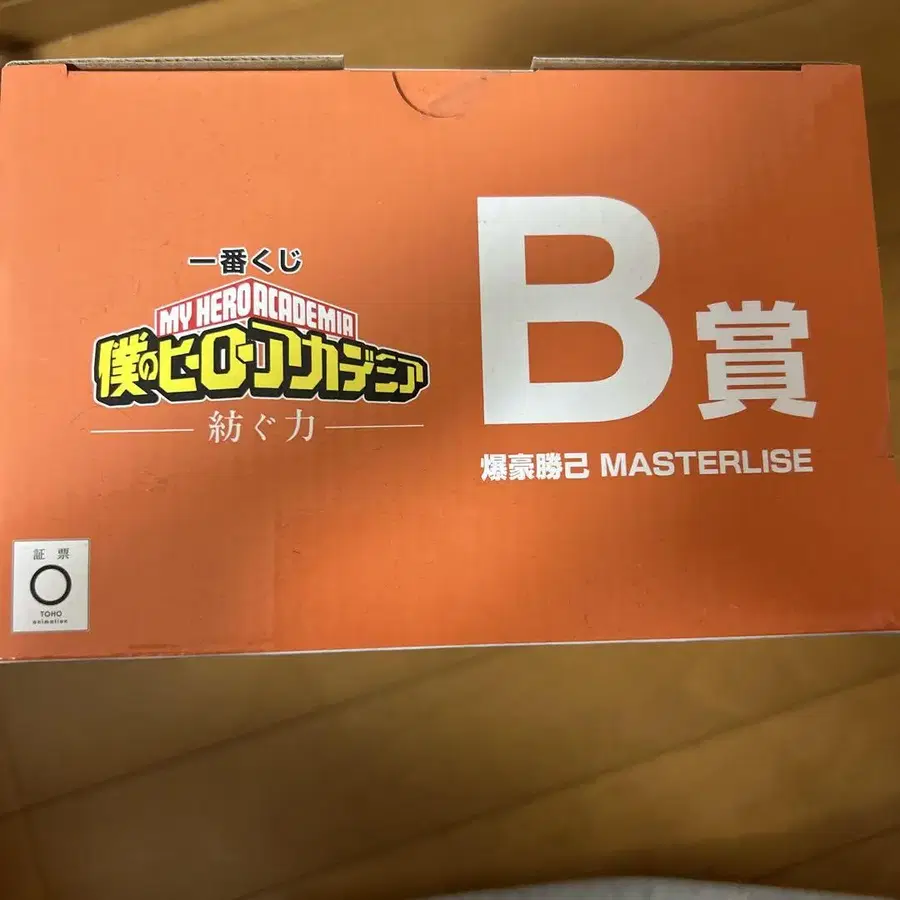 一番くじ
MY HERO ACADEMIA
僕のヒーローアカデミア
紡ぐ力
B賞
爆豪勝己 MASTERLISE
証票
TOHO
animation